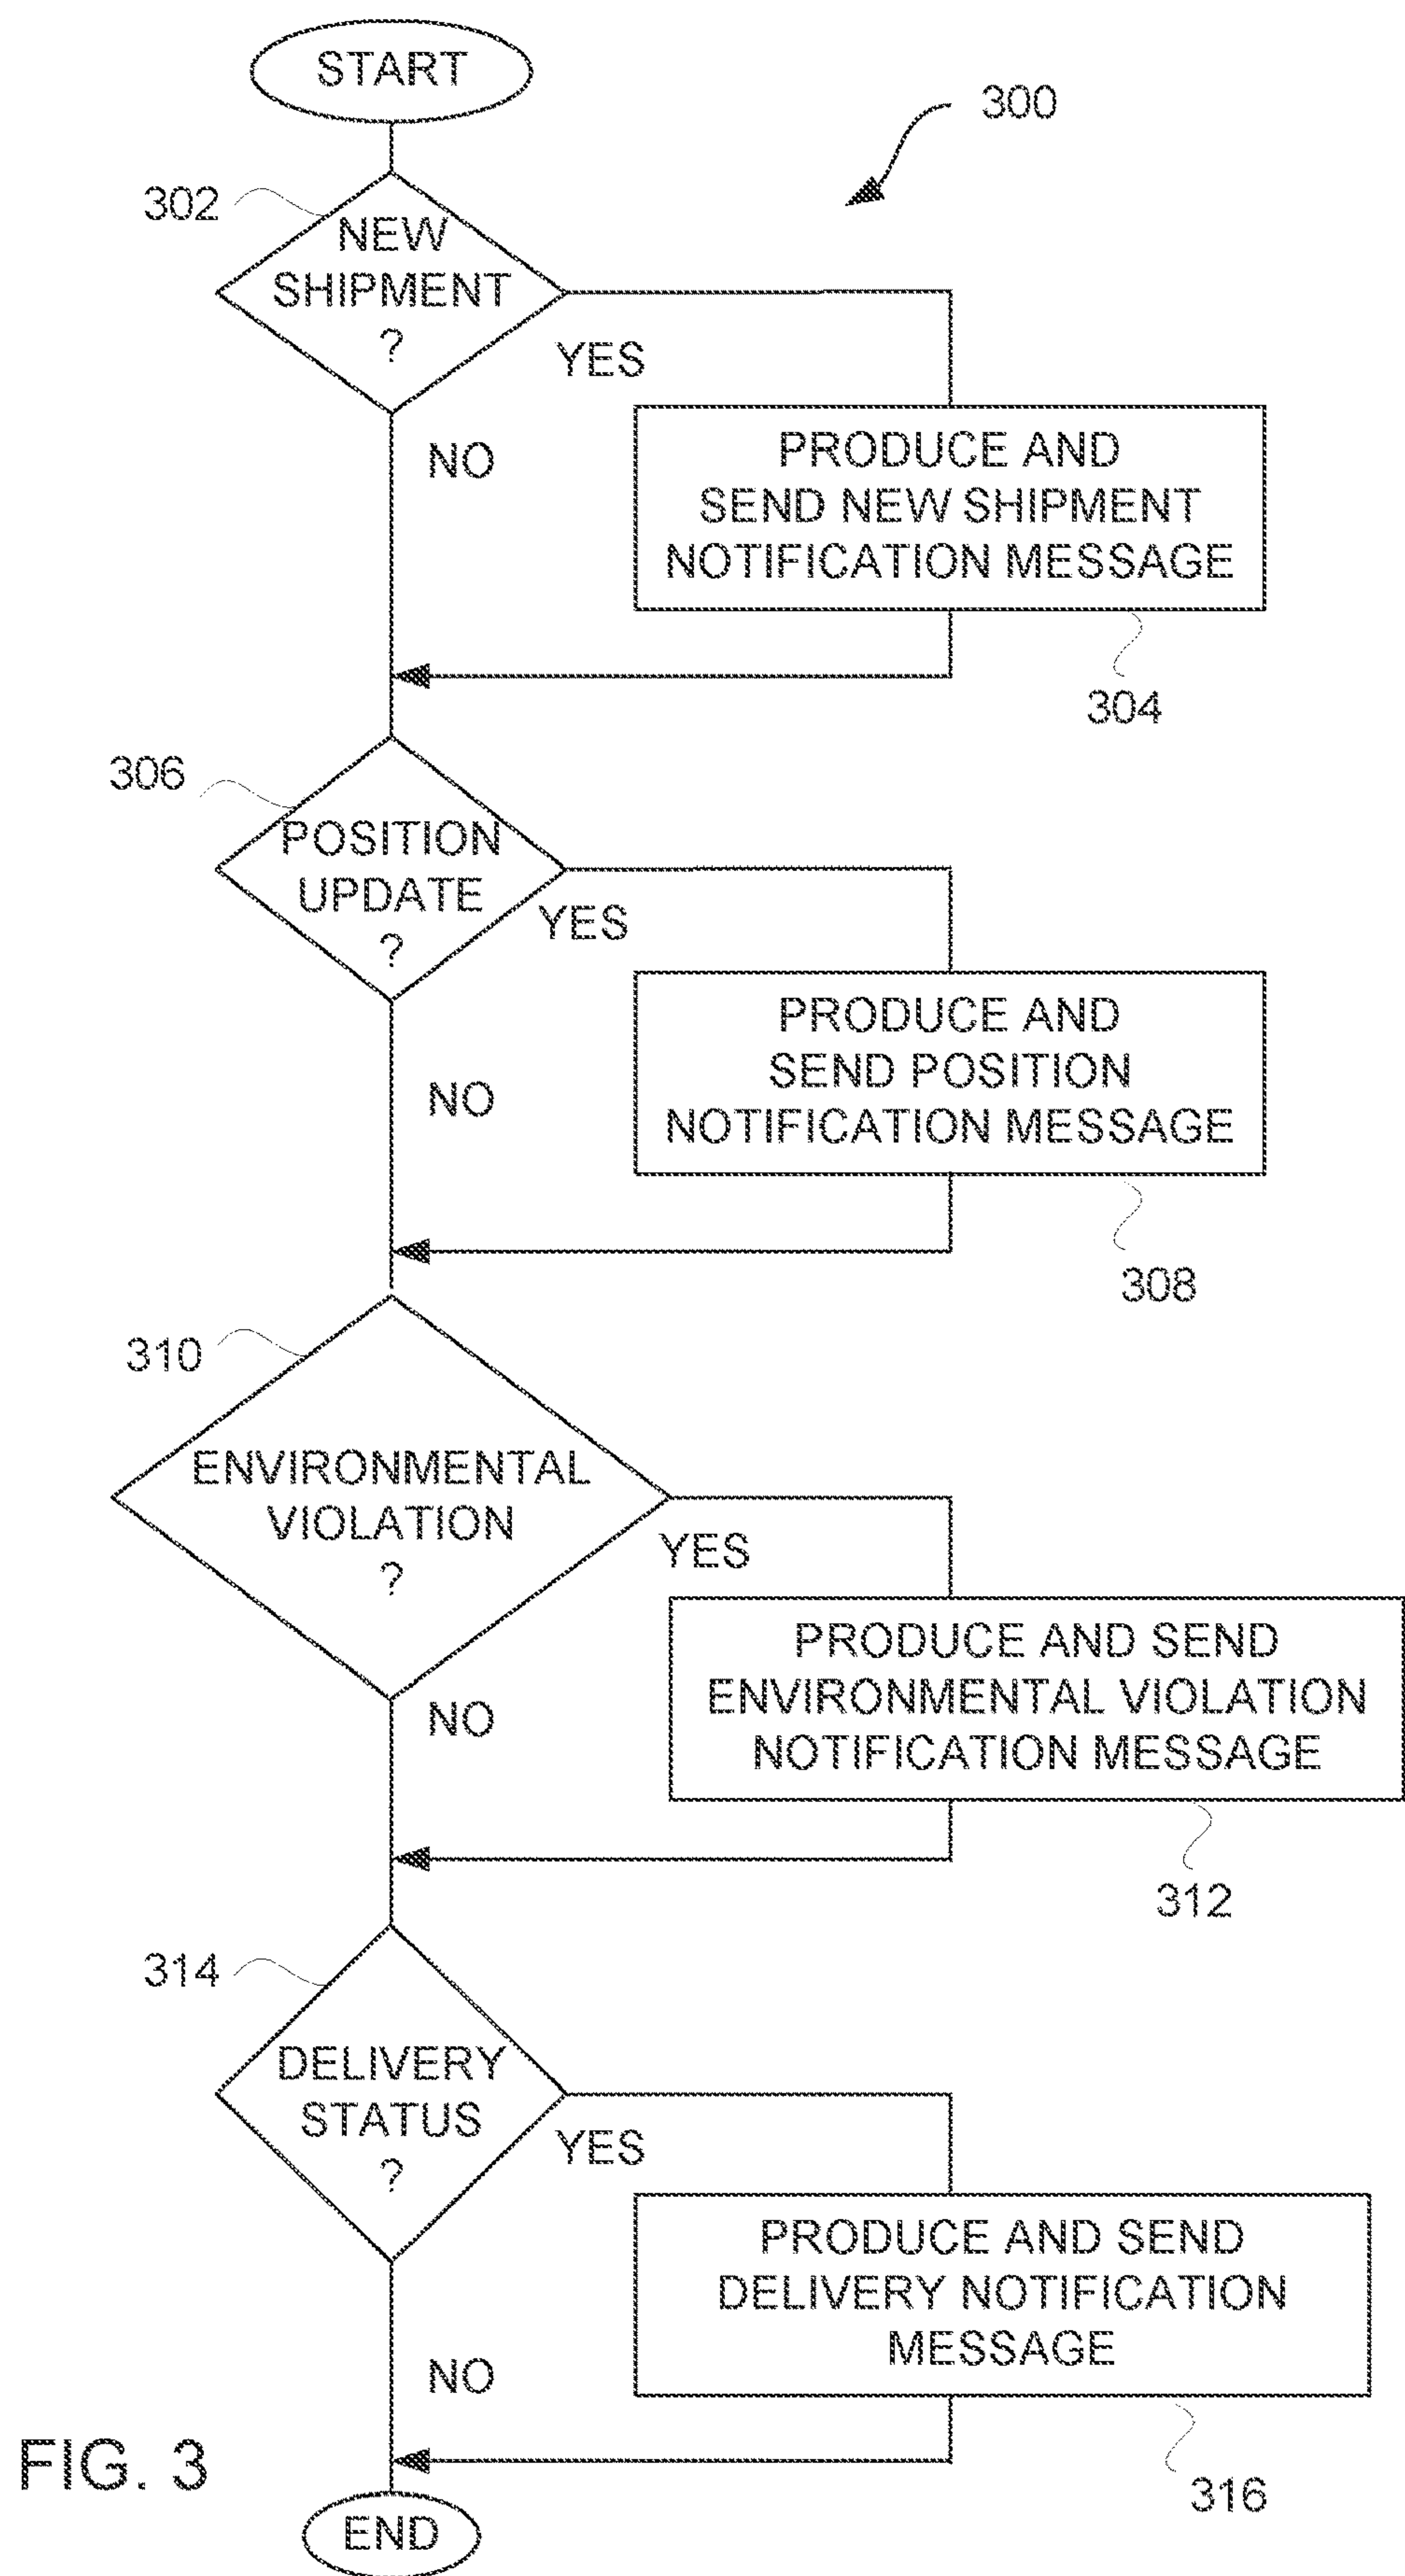 START
300
302
NEW
SHIPMENT
?
YES
NO
PRODUCE AND
SEND NEW SHIPMENT
NOTIFICATION MESSAGE
304
306
POSITION
UPDATE
?
YES
NO
PRODUCE AND
SEND POSITION
NOTIFICATION MESSAGE
308
310
ENVIRONMENTAL
VIOLATION
?
YES
NO
PRODUCE AND SEND
ENVIRONMENTAL VIOLATION
NOTIFICATION MESSAGE
312
314
DELIVERY
STATUS
?
YES
NO
PRODUCE AND SEND
DELIVERY NOTIFICATION
MESSAGE
316
FIG. 3
END